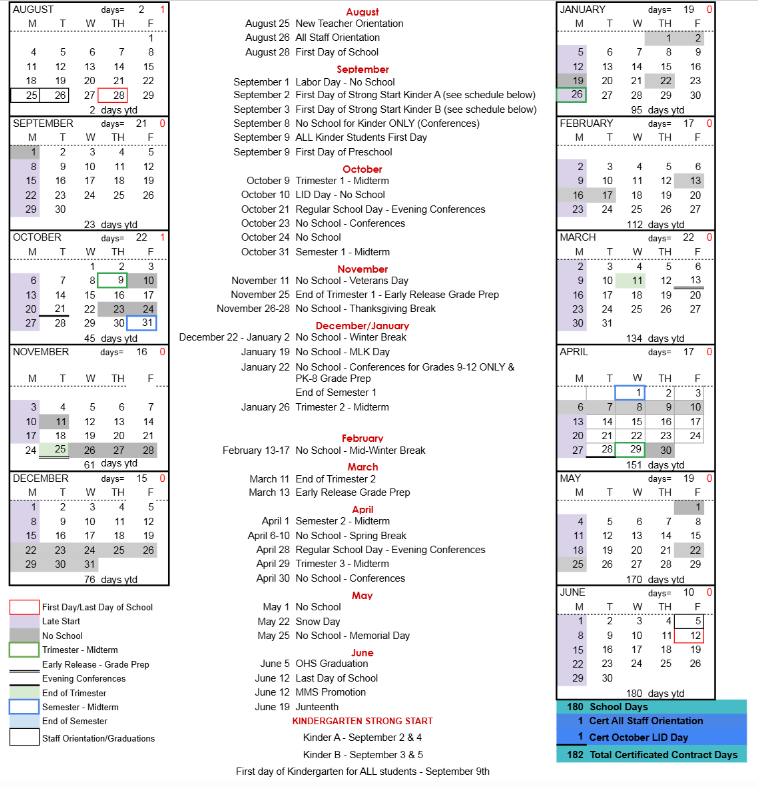 AUGUST days= 2 1
M T W TH F
1
4 5 6 7 8
11 12 13 14 15
18 19 20 21 22
25 26 27 28 29
2 days ytd
SEPTEMBER days= 21 0
M T W TH F
1 2 3 4 5
8 9 10 11 12
15 16 17 18 19
22 23 24 25 26
29 30
23 days ytd
OCTOBER days= 22 1
M T W TH F
1 2 3
6 7 8 9 10
13 14 15 16 17
20 21 22 23 24
27 28 29 30 31
45 days ytd
NOVEMBER days= 16 0
M T W TH F
3 4 5 6 7
10 11 12 13 14
17 18 19 20 21
24 25 26 27 28
61 days ytd
DECEMBER days= 15 0
M T W TH F
1 2 3 4 5
8 9 10 11 12
15 16 17 18 19
22 23 24 25 26
29 30 31
76 days ytd
First Day/Last Day of School
Late Start
No School
Trimester - Midterm
Early Release - Grade Prep
Evening Conferences
End of Trimester
Semester - Midterm
End of Semester
Staff Orientation/Graduations
August
August 25 New Teacher Orientation
August 26 All Staff Orientation
August 28 First Day of School
September
September 1 Labor Day - No School
September 2 First Day of Strong Start Kinder A (see schedule below)
September 3 First Day of Strong Start Kinder B (see schedule below)
September 8 No School for Kinder ONLY (Conferences)
September 9 ALL Kinder Students First Day
September 9 First Day of Preschool
October
October 9 Trimester 1 - Midterm
October 10 LID Day - No School
October 21 Regular School Day - Evening Conferences
October 23 No School - Conferences
October 24 No School
October 31 Semester 1 - Midterm
November
November 11 No School - Veterans Day
November 25 End of Trimester 1 - Early Release Grade Prep
November 26-28 No School - Thanksgiving Break
December/January
December 22 - January 2 No School - Winter Break
January 19 No School - MLK Day
January 22 No School - Conferences for Grades 9-12 ONLY &
PK-8 Grade Prep
End of Semester 1
January 26 Trimester 2 - Midterm
February
February 13-17 No School - Mid-Winter Break
March
March 11 End of Trimester 2
March 13 Early Release Grade Prep
April
April 1 Semester 2 - Midterm
April 6-10 No School - Spring Break
April 28 Regular School Day - Evening Conferences
April 29 Trimester 3 - Midterm
April 30 No School - Conferences
May
May 1 No School
May 22 Snow Day
May 25 No School - Memorial Day
June
June 5 OHS Graduation
June 12 Last Day of School
June 12 MMS Promotion
June 19 Junteenth
KINDERGARTEN STRONG START
Kinder A - September 2 & 4
Kinder B - September 3 & 5
First day of Kindergarten for ALL students - September 9th
JANUARY days= 19 0
M T W TH F
1 2
5 6 7 8 9
12 13 14 15 16
19 20 21 22 23
26 27 28 29 30
95 days ytd
FEBRUARY days= 17 0
M T W TH F
2 3 4 5 6
9 10 11 12 13
16 17 18 19 20
23 24 25 26 27
112 days ytd
MARCH days= 22 0
M T W TH F
2 3 4 5 6
9 10 11 12 13
16 17 18 19 20
23 24 25 26 27
30 31
134 days ytd
APRIL days= 17 0
M T W TH F
1 2 3
6 7 8 9 10
13 14 15 16 17
20 21 22 23 24
27 28 29 30
151 days ytd
MAY days= 19 0
M T W TH F
1
4 5 6 7 8
11 12 13 14 15
18 19 20 21 22
25 26 27 28 29
170 days ytd
JUNE days= 10 0
M T W TH F
1 2 3 4 5
8 9 10 11 12
15 16 17 18 19
22 23 24 25 26
29 30
180 days ytd
180 School Days
1 Cert All Staff Orientation
1 Cert October LID Day
182 Total Certificated Contract Days